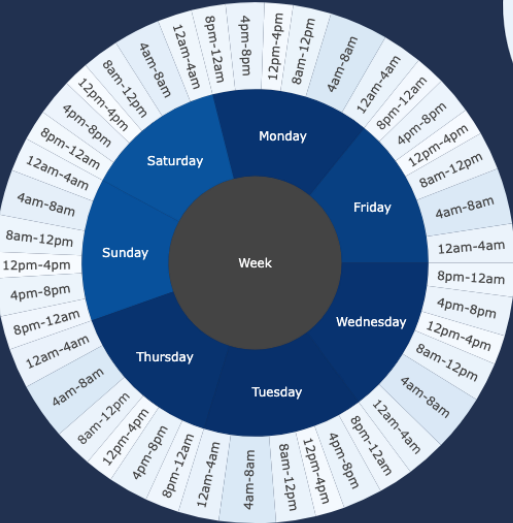 Week
Monday
8pm-12am
4pm-8pm
12pm-4pm
8am-12pm
4am-8am
12am-4am
Friday
8pm-12am
4pm-8pm
12pm-4pm
8am-12pm
4am-8am
12am-4am
Wednesday
8pm-12am
4pm-8pm
12pm-4pm
8am-12pm
4am-8am
12am-4am
Tuesday
8pm-12am
4pm-8pm
12pm-4pm
8am-12pm
4am-8am
12am-4am
Thursday
8pm-12am
4pm-8pm
12pm-4pm
8am-12pm
4am-8am
12am-4am
Sunday
8pm-12am
4pm-8pm
12pm-4pm
8am-12pm
4am-8am
12am-4am
Saturday
8pm-12am
4pm-8pm
12pm-4pm
8am-12pm
4am-8am
12am-4am